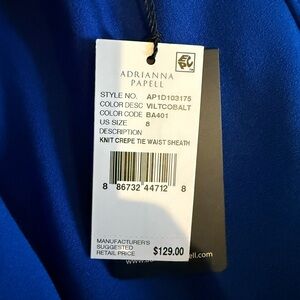 ADRIANNA
PAPELL
STYLE NO. AP1D103175
COLOR DESC VILTCOBALT
COLOR CODE BA401
US SIZE 8
DESCRIPTION
KNIT CREPE TIE WAIST SHEATH
8 86732 44712 8
MANUFACTURER'S
SUGGESTED
RETAIL PRICE $129.00